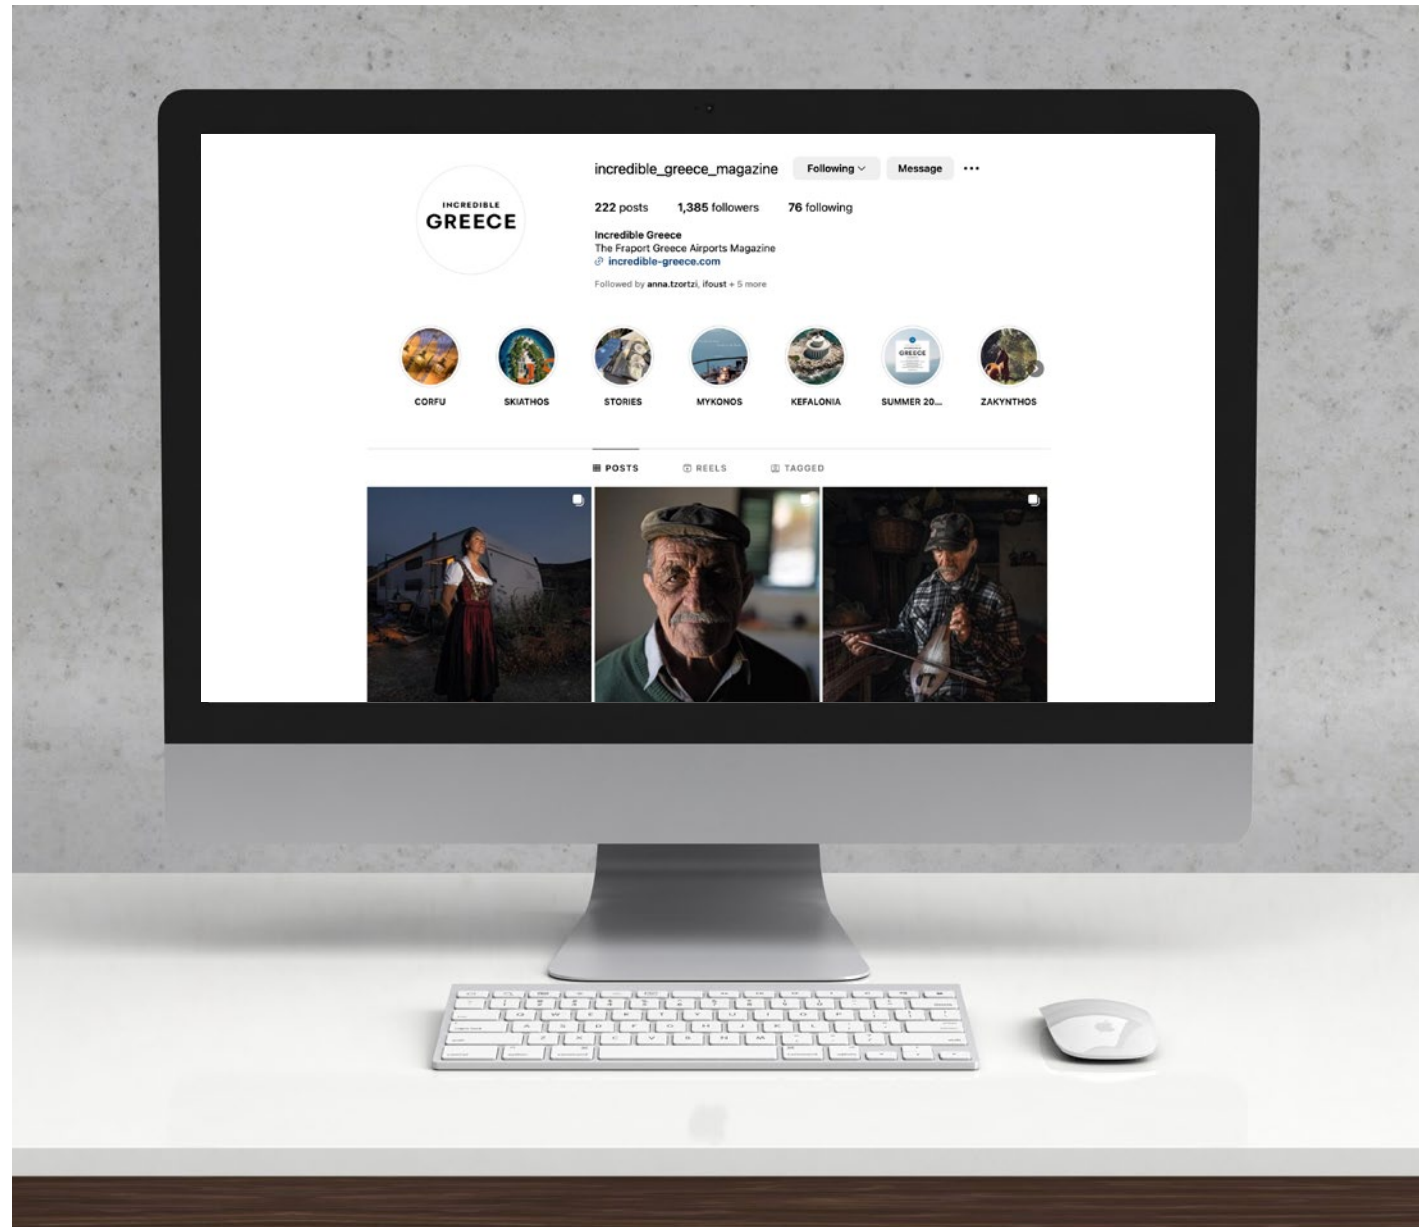 INCREDIBLE
GREECE
incredible_greece_magazine Following Message
222 posts 1,385 followers 76 following
Incredible Greece
The Fraport Greece Airports Magazine
incredible-greece.com
Followed by anna.tzortzi, ifoust + 5 more
CORFU SKIATHOS STORIES MYKONOS KEFALONIA SUMMER 20... ZAKYNTHOS
GREECE
POSTS REELS TAGGED
Q W E R T Y U I O P
A S D F G H J K L
Z X C V B N M